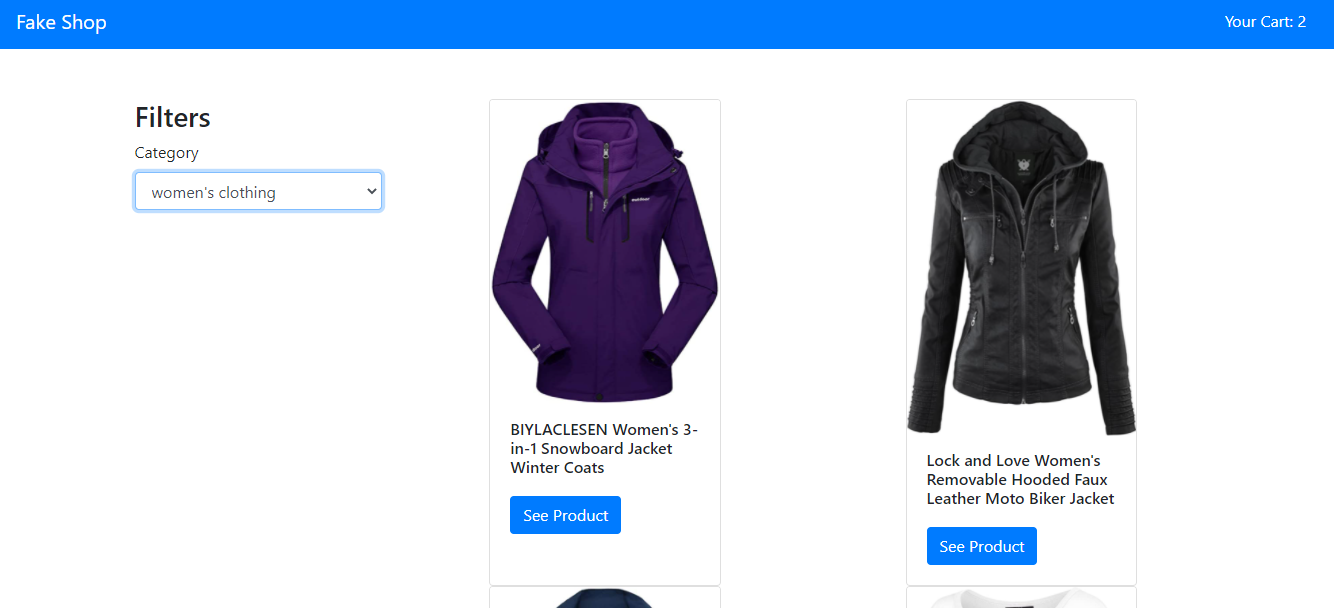 Fake Shop
Your Cart: 2
Filters
Category
women's clothing
BIYLACLESEN Women's 3-
in-1 Snowboard Jacket
Winter Coats
See Product
Lock and Love Women's
Removable Hooded Faux
Leather Moto Biker Jacket
See Product